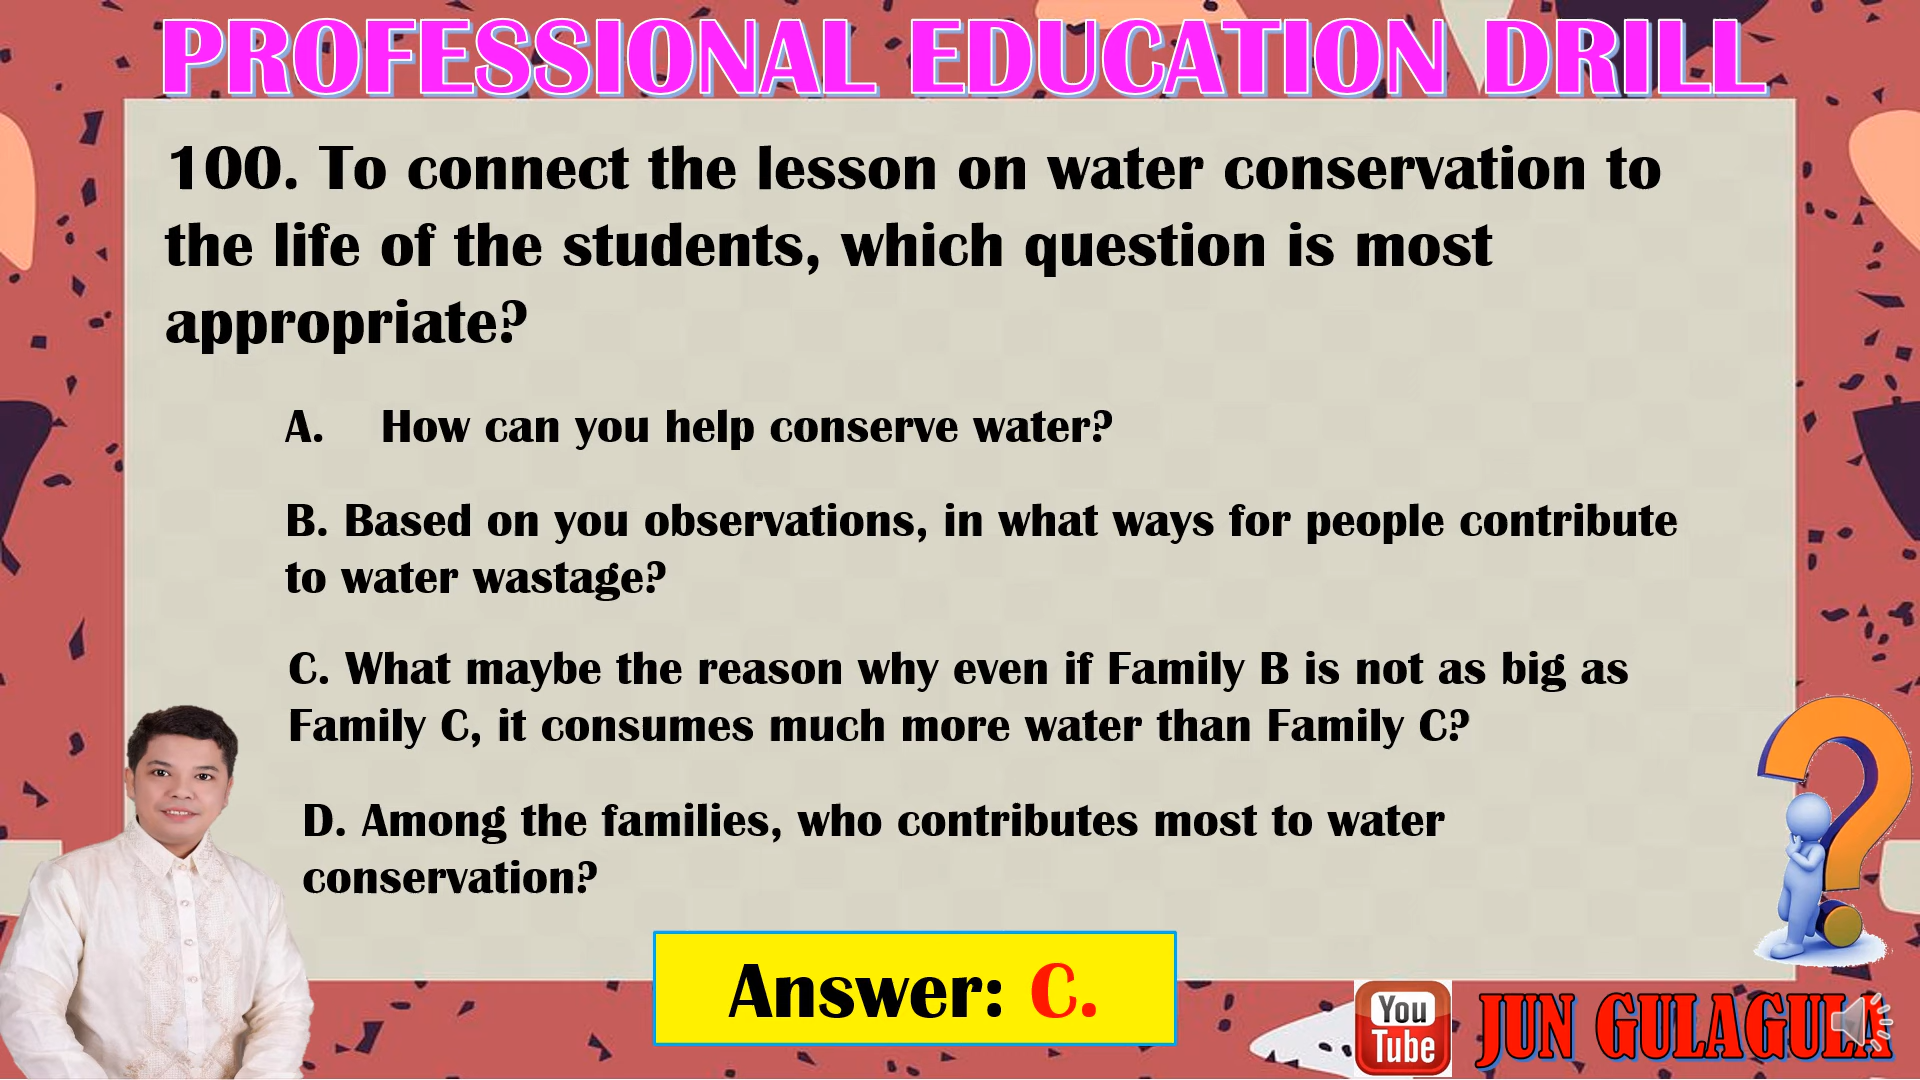 PROFESSIONAL EDUCATION DRILL
100. To connect the lesson on water conservation to
the life of the students, which question is most
appropriate?
A. How can you help conserve water?
B. Based on you observations, in what ways for people contribute
to water wastage?
C. What maybe the reason why even if Family B is not as big as
Family C, it consumes much more water than Family C?
D. Among the families, who contributes most to water
conservation?
Answer: C.
You
Tube
JUN GULAGULA